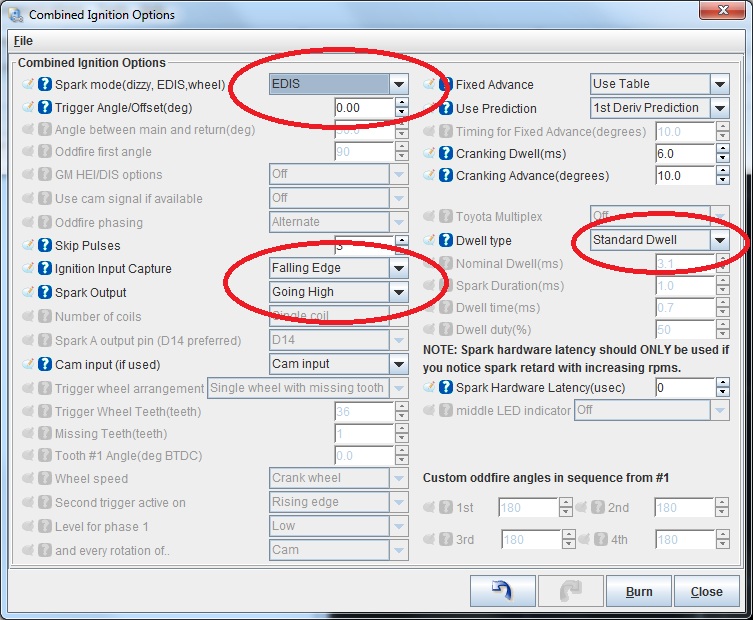 Combined Ignition Options
File
Combined Ignition Options
Spark mode(dizzy, EDIS,wheel) EDIS
Trigger Angle/Offset(deg) 0.00
Angle between main and return(deg)
Oddfire first angle 90
GM HEI/DIS options Off
Use cam signal if available Off
Oddfire phasing Alternate
Skip Pulses 3
Ignition Input Capture Falling Edge
Spark Output Going High
Number of coils Single coil
Spark A output pin (D14 preferred) D14
Cam input (if used) Cam input
Trigger wheel arrangement Single wheel with missing tooth
Trigger Wheel Teeth(teeth) 36
Missing Teeth(teeth) 1
Tooth #1 Angle(deg BTDC) 0.0
Wheel speed Crank wheel
Second trigger active on Rising edge
Level for phase 1 Low
and every rotation of.. Cam
Fixed Advance Use Table
Use Prediction 1st Deriv Prediction
Timing for Fixed Advance(degrees) 10.0
Cranking Dwell(ms) 6.0
Cranking Advance(degrees) 10.0
Toyota Multiplex Off
Dwell type Standard Dwell
Nominal Dwell(ms) 3.1
Spark Duration(ms) 1.0
Dwell time(ms) 0.7
Dwell duty(%) 50
NOTE: Spark hardware latency should ONLY be used if
you notice spark retard with increasing rpms.
Spark Hardware Latency(usec) 0
middle LED indicator Off
Custom oddfire angles in sequence from #1
1st 180 2nd 180
3rd 180 4th 180
Burn Close